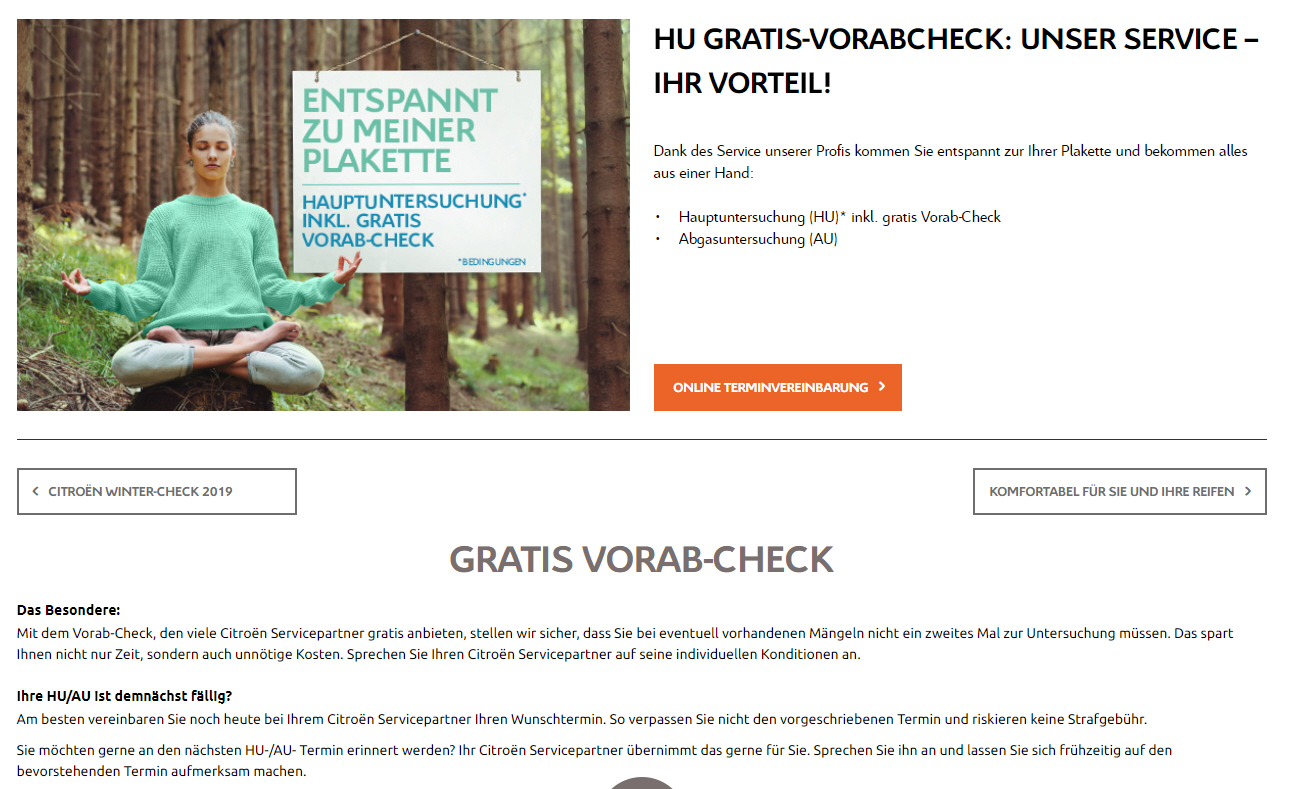 ENTSPANNT
ZU MEINER
PLAKETTE
HAUPTUNTERSUCHUNG*
INKL. GRATIS
VORAB-CHECK
*BEDINGUNGEN
HU GRATIS-VORABCHECK: UNSER SERVICE –
IHR VORTEIL!
Dank des Service unserer Profis kommen Sie entspannt zur Ihrer Plakette und bekommen alles
aus einer Hand:
• Hauptuntersuchung (HU)* inkl. gratis Vorab-Check
• Abgasuntersuchung (AU)
ONLINE TERMINVEREINBARUNG >
< CITROËN WINTER-CHECK 2019
KOMFORTABEL FÜR SIE UND IHRE REIFEN >
GRATIS VORAB-CHECK
Das Besondere:
Mit dem Vorab-Check, den viele Citroën Servicepartner gratis anbieten, stellen wir sicher, dass Sie bei eventuell vorhandenen Mängeln nicht ein zweites Mal zur Untersuchung müssen. Das spart
Ihnen nicht nur Zeit, sondern auch unnötige Kosten. Sprechen Sie Ihren Citroën Servicepartner auf seine individuellen Konditionen an.
Ihre HU/AU ist demnächst fällig?
Am besten vereinbaren Sie noch heute bei Ihrem Citroën Servicepartner Ihren Wunschtermin. So verpassen Sie nicht den vorgeschriebenen Termin und riskieren keine Strafgebühr.
Sie möchten gerne an den nächsten HU-/AU- Termin erinnert werden? Ihr Citroën Servicepartner übernimmt das gerne für Sie. Sprechen Sie ihn an und lassen Sie sich frühzeitig auf den
bevorstehenden Termin aufmerksam machen.